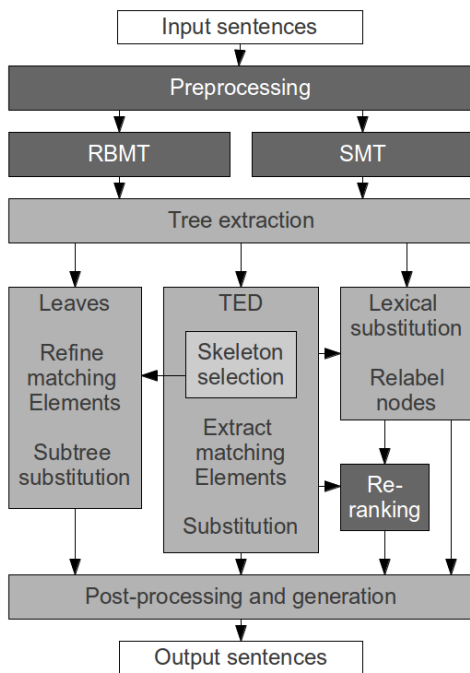 Input sentences
Preprocessing
RBMT
SMT
Tree extraction
Leaves
Refine
matching
Elements
Subtree
substitution
TED
Skeleton
selection
Extract
matching
Elements
Substitution
Lexical
substitution
Relabel
nodes
Re-
ranking
Post-processing and generation
Output sentences